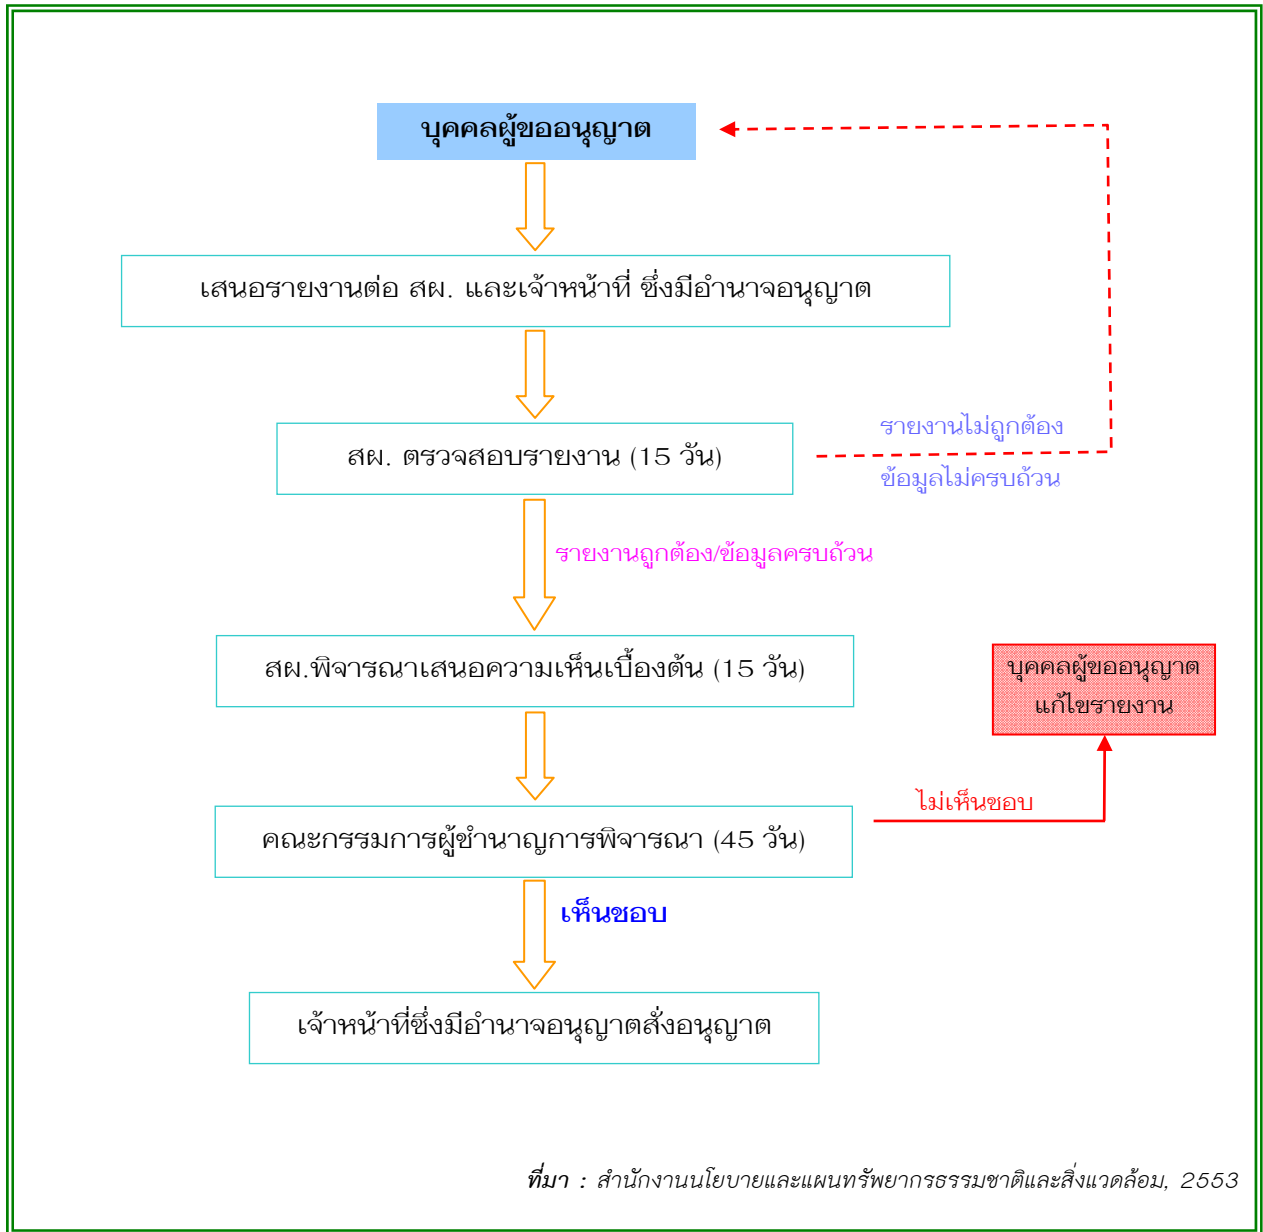 บุคคลผู้ขออนุญาต
เสนอรายงานต่อ สผ. และเจ้าหน้าที่ ซึ่งมีอำนาจอนุญาต
รายงานไม่ถูกต้อง
สผ. ตรวจสอบรายงาน (15 วัน)
ข้อมูลไม่ครบถ้วน
รายงานถูกต้อง/ข้อมูลครบถ้วน
สผ.พิจารณาเสนอความเห็นเบื้องต้น (15 วัน)
บุคคลผู้ขออนุญาต
แก้ไขรายงาน
ไม่เห็นชอบ
คณะกรรมการผู้ชำนาญการพิจารณา (45 วัน)
เห็นชอบ
เจ้าหน้าที่ซึ่งมีอำนาจอนุญาตสั่งอนุญาต
ที่มา : สำนักงานนโยบายและแผนทรัพยากรธรรมชาติและสิ่งแวดล้อม, 2553